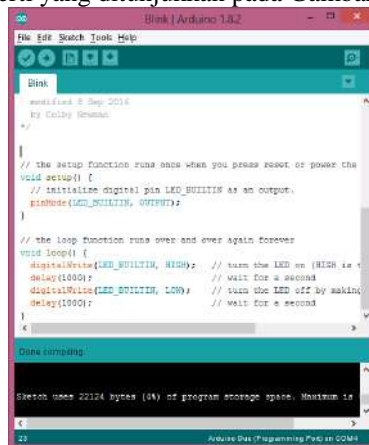 yang ditunjukkan pada Gambar
Blink | Arduino 1.8.2
File Edit Sketch Tools Help
Blink
modified 8 Sep 2016
by Colby Newman
*/
// the setup function runs once when you press reset or power the
void setup() {
// initialize digital pin LED_BUILTIN as an output.
pinMode(LED_BUILTIN, OUTPUT);
}
// the loop function runs over and over again forever
void loop() {
digitalWrite(LED_BUILTIN, HIGH); // turn the LED on (HIGH is t
delay(1000); // wait for a second
digitalWrite(LED_BUILTIN, LOW); // turn the LED off by making
delay(1000); // wait for a second
}
Done compiling.
Sketch uses 22124 bytes (4%) of program storage space. Maximum is
23
Arduino Due (Programming Port) on COM4